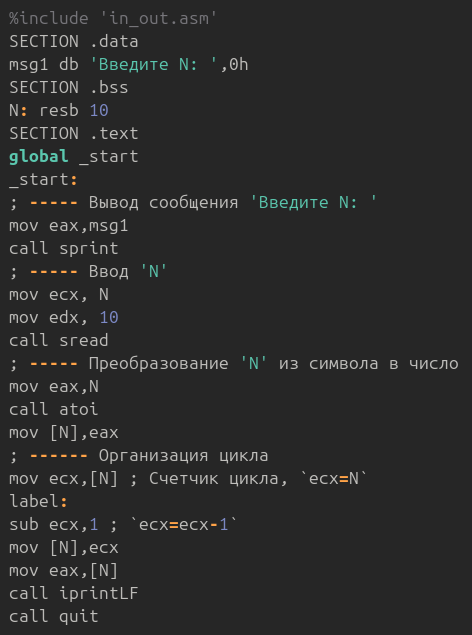 %include 'in_out.asm'
SECTION .data
msg1 db 'Введите N: ',0h
SECTION .bss
N: resb 10
SECTION .text
global _start
_start:
; ----- Вывод сообщения 'Введите N: '
mov eax,msg1
call sprint
; ----- Ввод 'N'
mov ecx, N
mov edx, 10
call sread
; ----- Преобразование 'N' из символа в число
mov eax,N
call atoi
mov [N],eax
; ------ Организация цикла
mov ecx,[N] ; Счетчик цикла, `ecx=N`
label:
sub ecx,1 ; `ecx=ecx-1`
mov [N],ecx
mov eax,[N]
call iprintLF
call quit